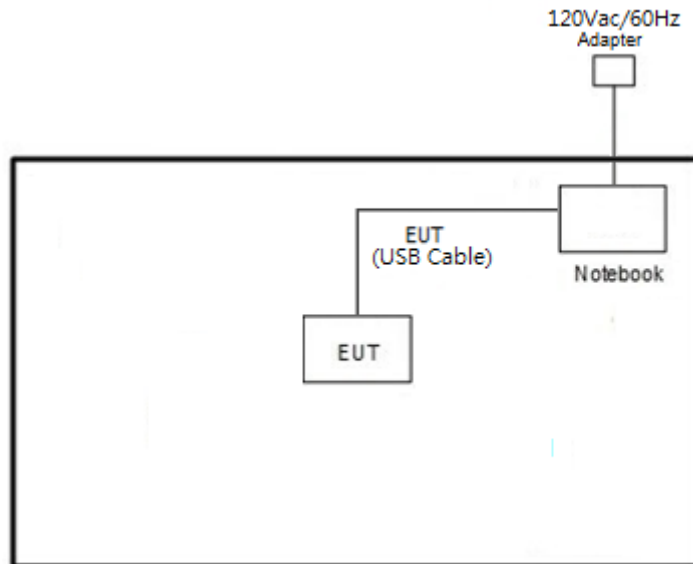 120Vac/60Hz
Adapter
EUT
(USB Cable)
Notebook
EUT